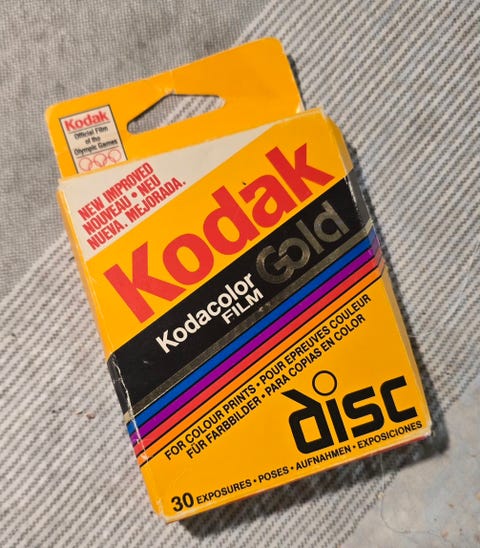 Kodak
Official Film
of the
Olympic Games
NEW IMPROVED
NOUVEAU • NEU
NUEVA. MEJORADA.
Kodak
Kodacolor Gold
FILM
FOR COLOUR PRINTS • POUR EPREUVES COULEUR
FÜR FARBBILDER • PARA COPIAS EN COLOR
disc
30 EXPOSURES • POSES • AUFNAHMEN • EXPOSICIONES